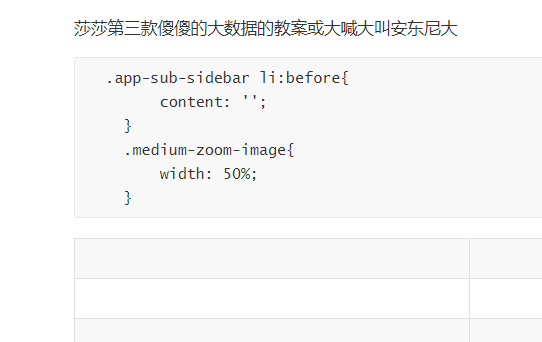 莎莎第三款傻傻的大数据的教案或大喊大叫安东尼大
.app-sub-sidebar li:before{
content: '';
}
.medium-zoom-image{
width: 50%;
}